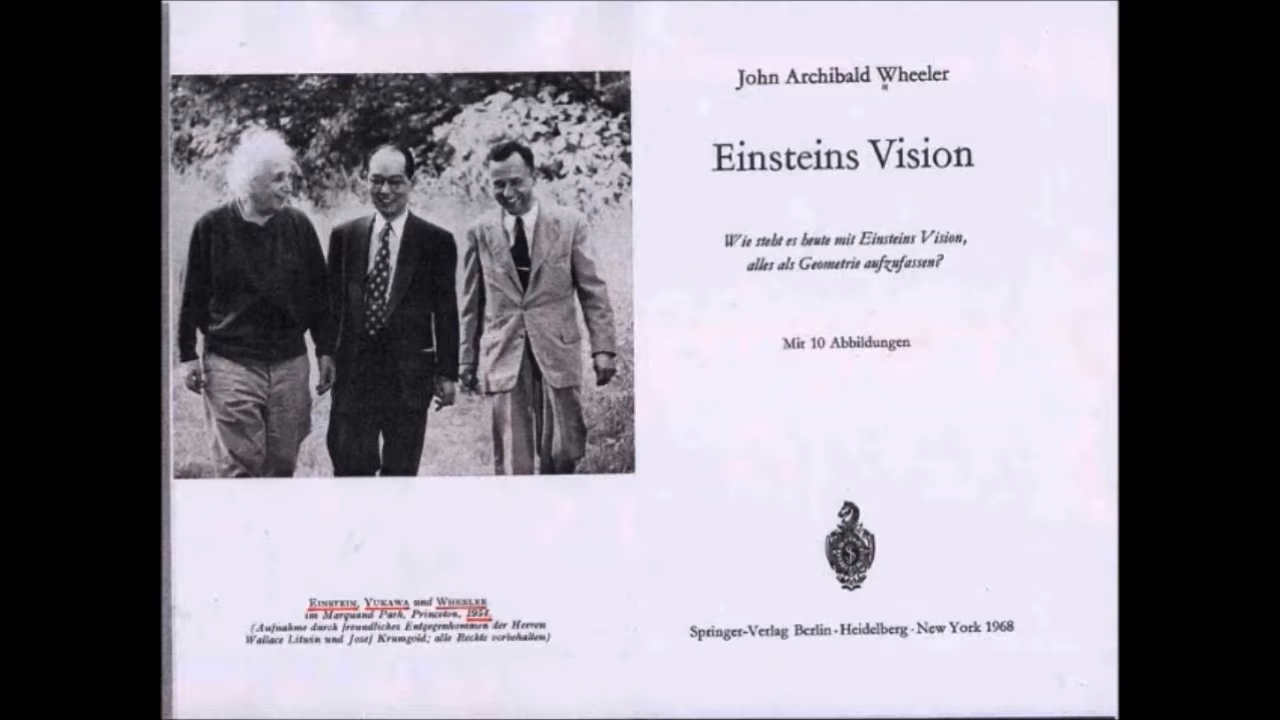 EINSTEIN, YUKAWA und WHEELER
im Marquand Park, Princeton, 1954.
(Aufnahme durch freundliches Entgegenkommen der Herren
Wallace Litwin und Josef Krumgold; alle Rechte vorbehalten)
John Archibald Wheeler
Einsteins Vision
Wie steht es heute mit Einsteins Vision,
alles als Geometrie aufzufassen?
Mit 10 Abbildungen
Springer-Verlag Berlin · Heidelberg · New York 1968